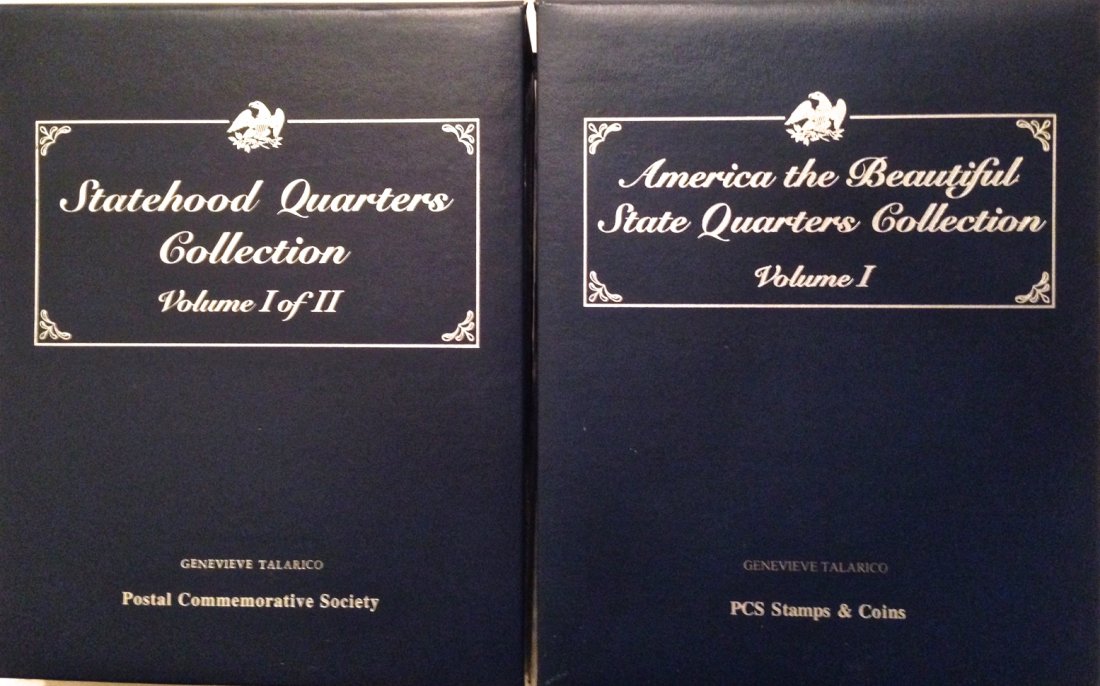 Statehood Quarters
Collection
Volume I of II
GENEVIEVE TALARICO
Postal Commemorative Society
America the Beautiful
State Quarters Collection
Volume I
GENEVIEVE TALARICO
PCS Stamps & Coins